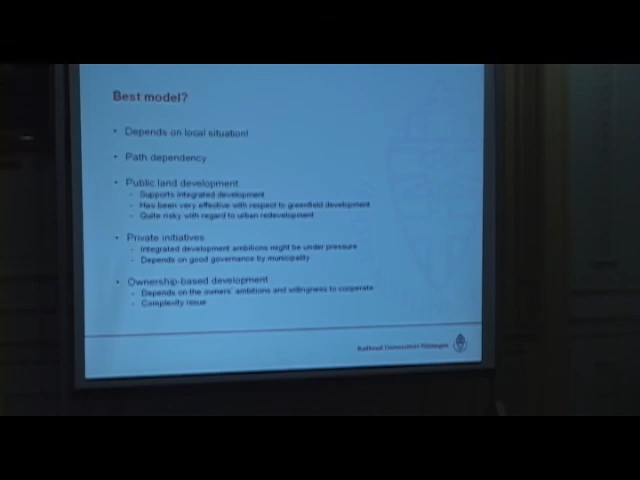 Best model?
• Depends on local situation!
• Path dependency
• Public land development
- Supports integrated development
- Has been very effective with respect to greenfield development
- Quite risky with regard to urban redevelopment
• Private initiatives
- Integrated development ambitions might be under pressure
- Depends on good governance by municipality
• Ownership-based development
- Depends on the owners' ambitions and willingness to cooperate
- Complexity issue
Radboud Universiteit Nijmegen